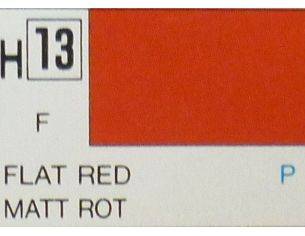 H 13
F
FLAT RED P
MATT ROT